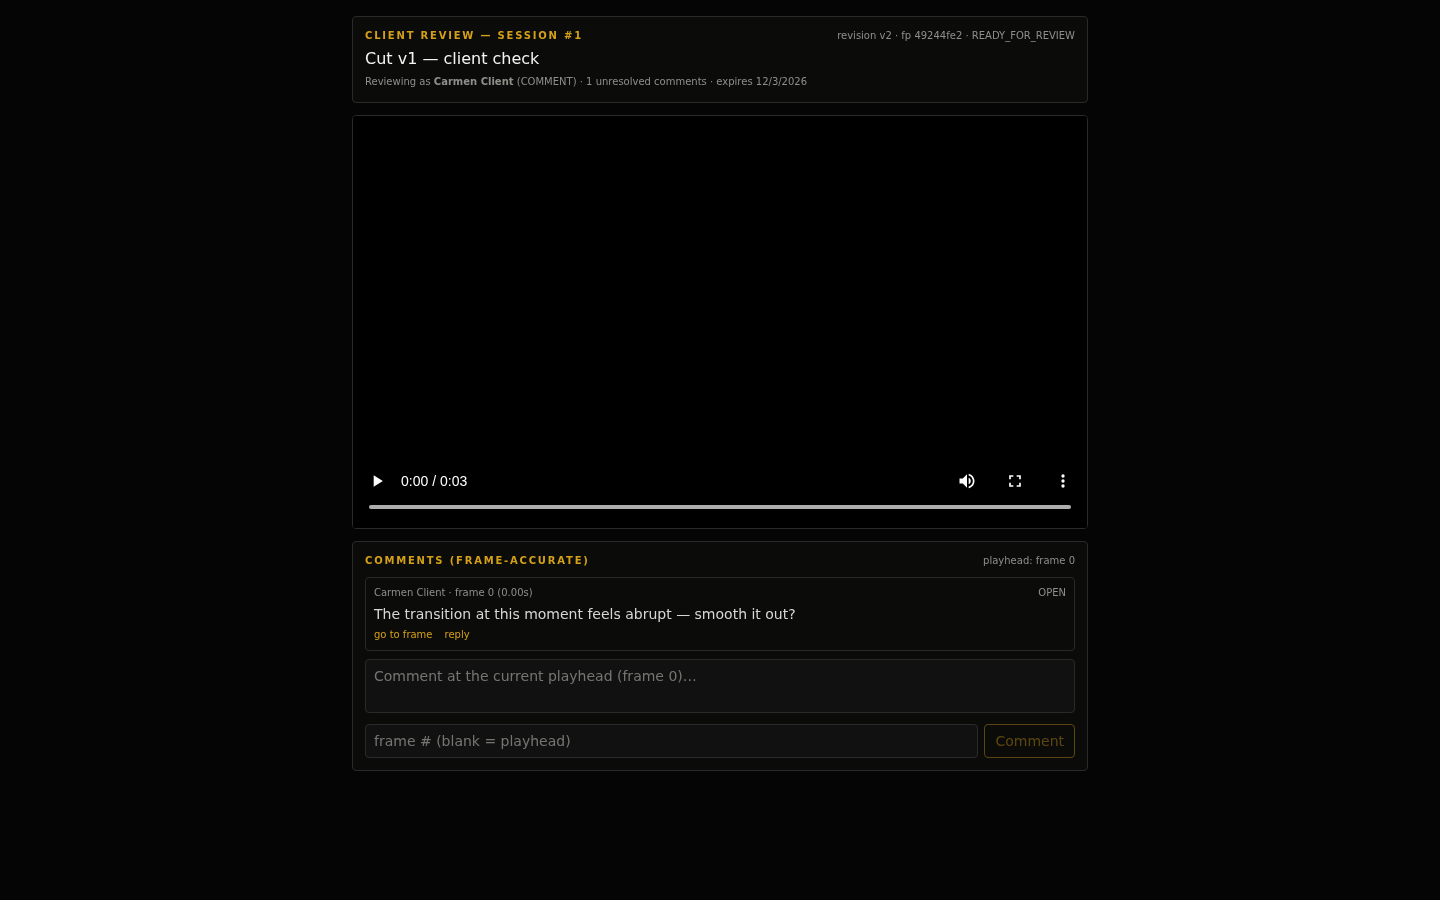 CLIENT REVIEW — SESSION #1
revision v2 · fp 49244fe2 · READY_FOR_REVIEW
Cut v1 — client check
Reviewing as Carmen Client (COMMENT) · 1 unresolved comments · expires 12/3/2026
0:00 / 0:03
COMMENTS (FRAME-ACCURATE)
playhead: frame 0
Carmen Client · frame 0 (0.00s)
OPEN
The transition at this moment feels abrupt — smooth it out?
go to frame reply
Comment at the current playhead (frame 0)…
frame # (blank = playhead)
Comment